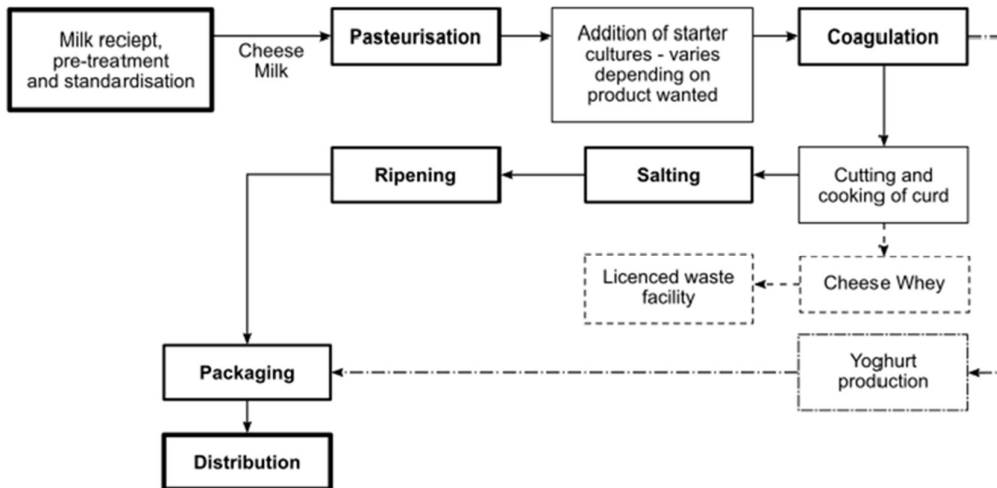 Milk reciept,
pre-treatment
and standardisation
Cheese
Milk
Pasteurisation
Addition of starter
cultures - varies
depending on
product wanted
Coagulation
Ripening
Salting
Cutting and
cooking of curd
Licenced waste
facility
Cheese Whey
Packaging
Yoghurt
production
Distribution